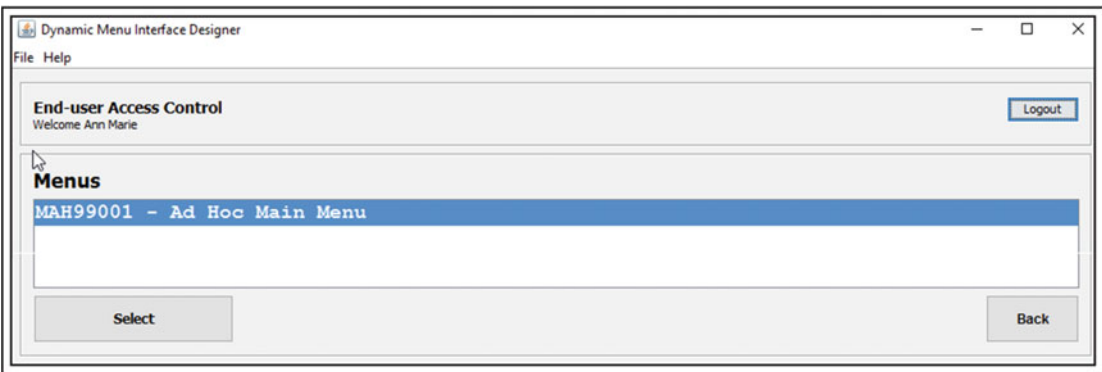 Dynamic Menu Interface Designer
File Help
End-user Access Control
Logout
Welcome Ann Marie
Menus
MAH99001 - Ad Hoc Main Menu
Select
Back